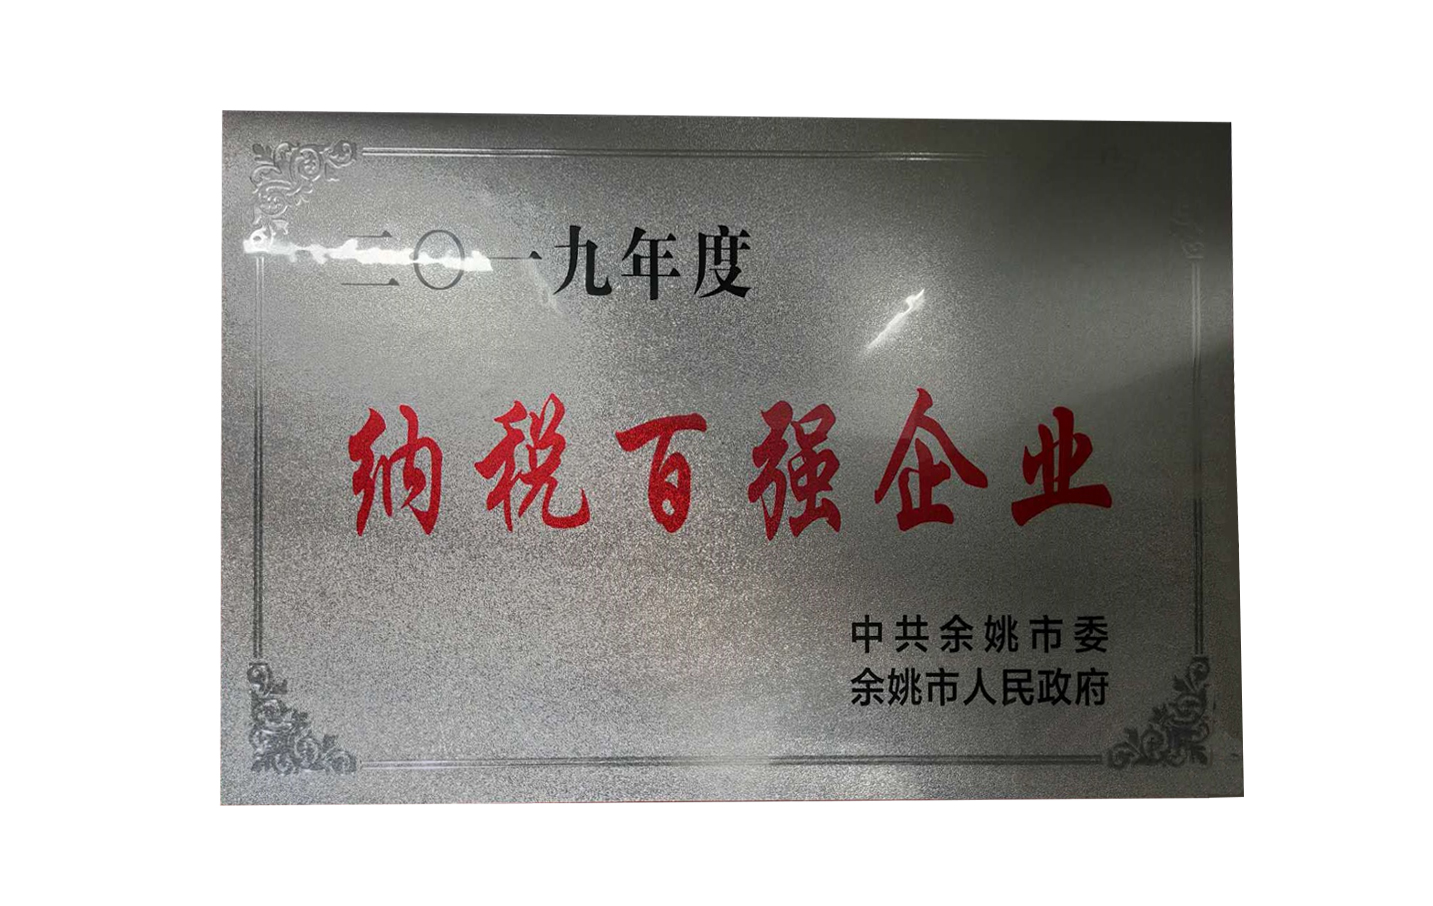 二〇一九年度
纳税百强企业
中共余姚市委
余姚市人民政府